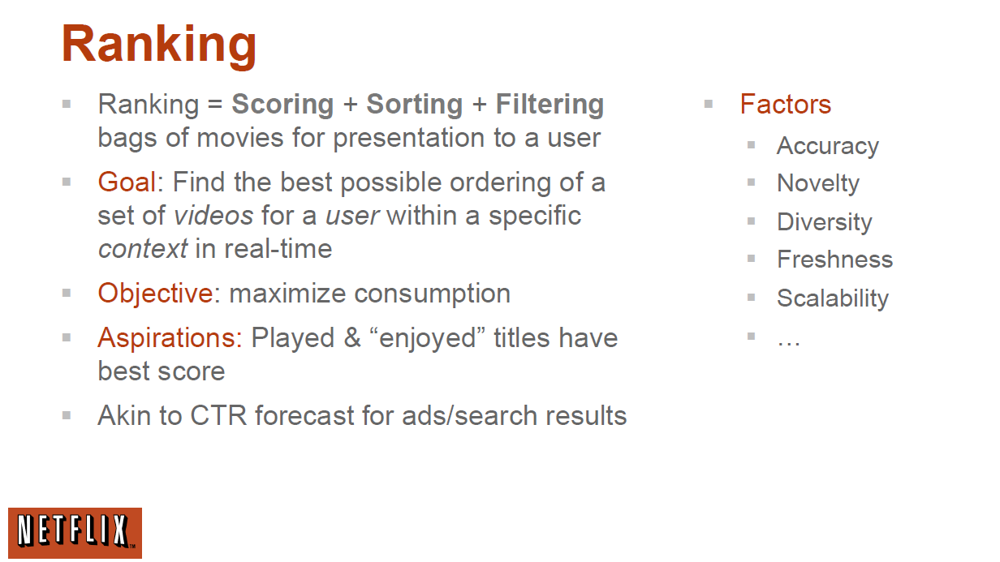 Ranking
Ranking = Scoring + Sorting + Filtering
bags of movies for presentation to a user
Goal: Find the best possible ordering of a
set of videos for a user within a specific
context in real-time
Objective: maximize consumption
Aspirations: Played & “enjoyed” titles have
best score
Akin to CTR forecast for ads/search results
Factors
Accuracy
Novelty
Diversity
Freshness
Scalability
…
NETFLIX™